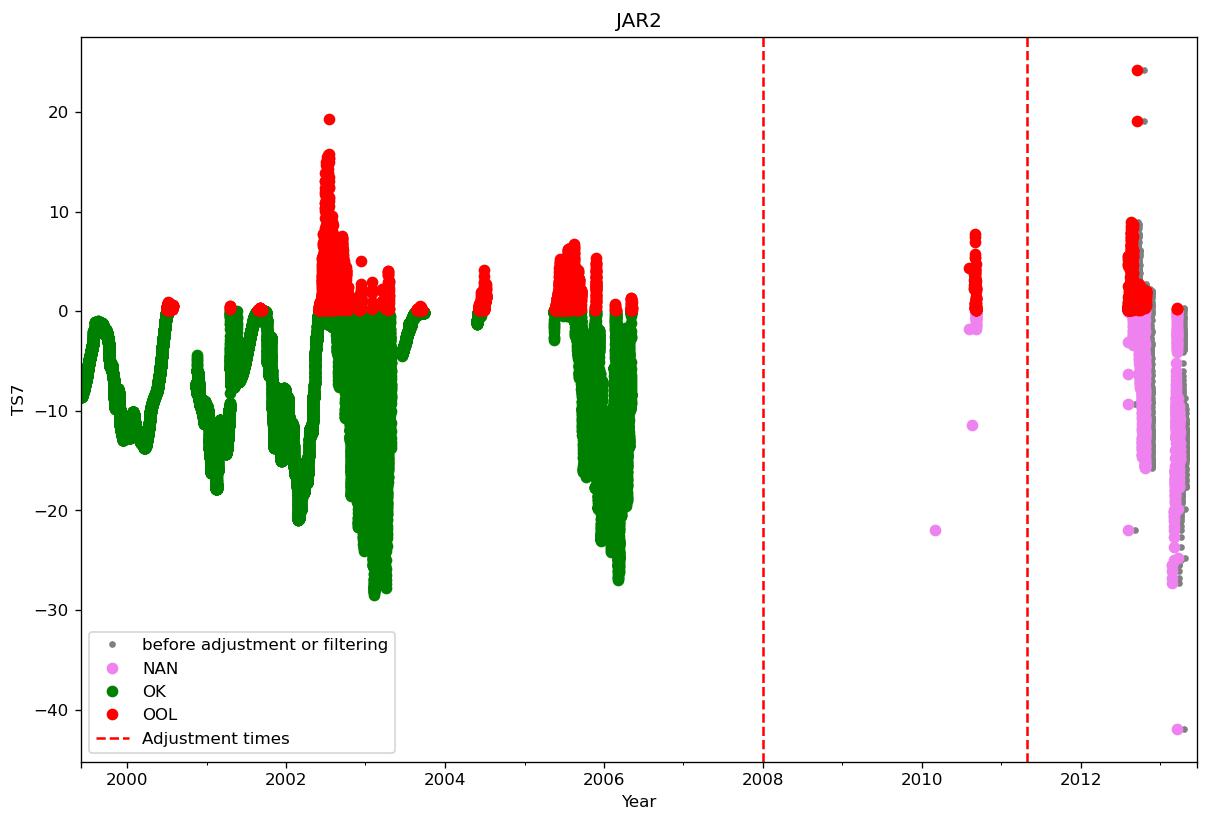 JAR2
20
10
0
−10
−20
−30
−40
TS7
before adjustment or filtering
NAN
OK
OOL
Adjustment times
2000 2002 2004 2006 2008 2010 2012
Year